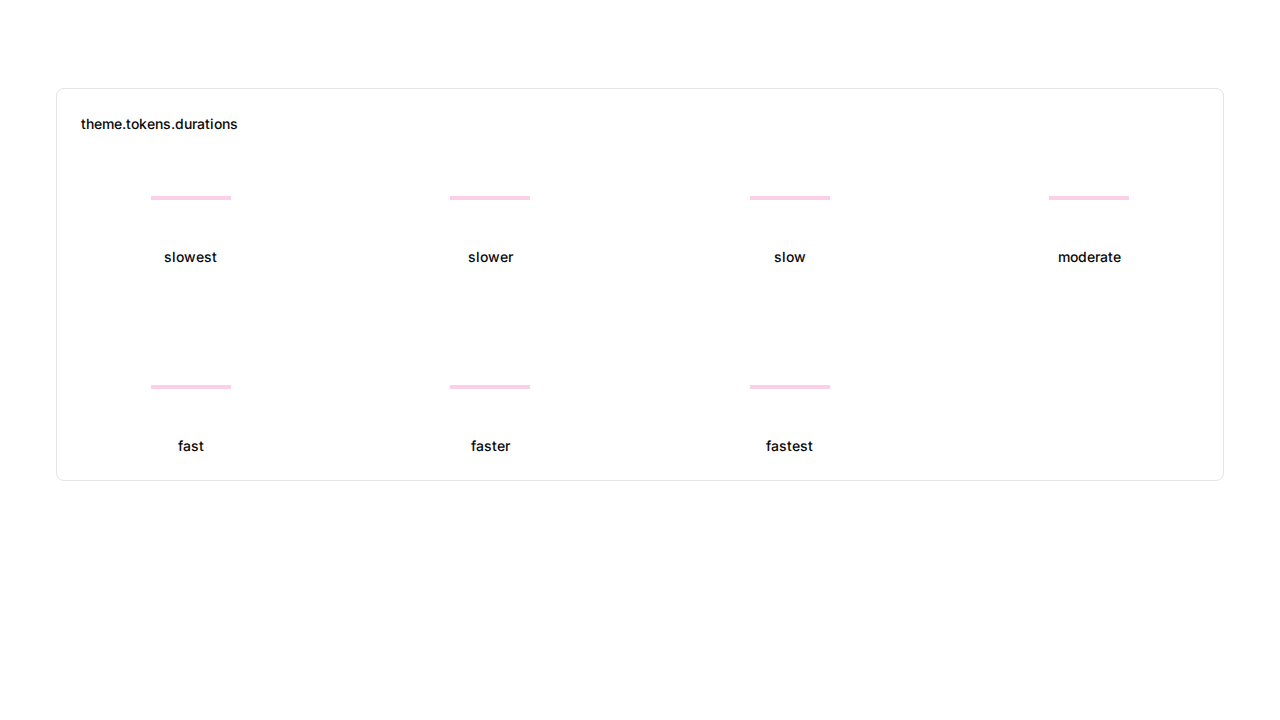 theme.tokens.durations
slowest
slower
slow
moderate
fast
faster
fastest